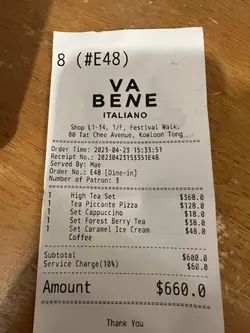 8 (#E48)
VA
BENE
ITALIANO
Shop L1-34, 1/F, Festival Walk,
80 Tat Chee Avenue, Kowloon Tong
Order Time: 2023-04-23 15:33:51
Receipt No.: 20230423153351E48
Served By: Mae
Order No.: E48 [Dine-in]
Number of Patron: 3
1 High Tea Set $368.0
1 Tea Piccante Pizza $128.0
1 Set Cappuccino $18.0
1 Set Forest Berry Tea $38.0
1 Set Caramel Ice Cream $48.0
Coffee
Subtotal $600.0
Service Charge(10%) $60.0
Amount $660.0
Thank You